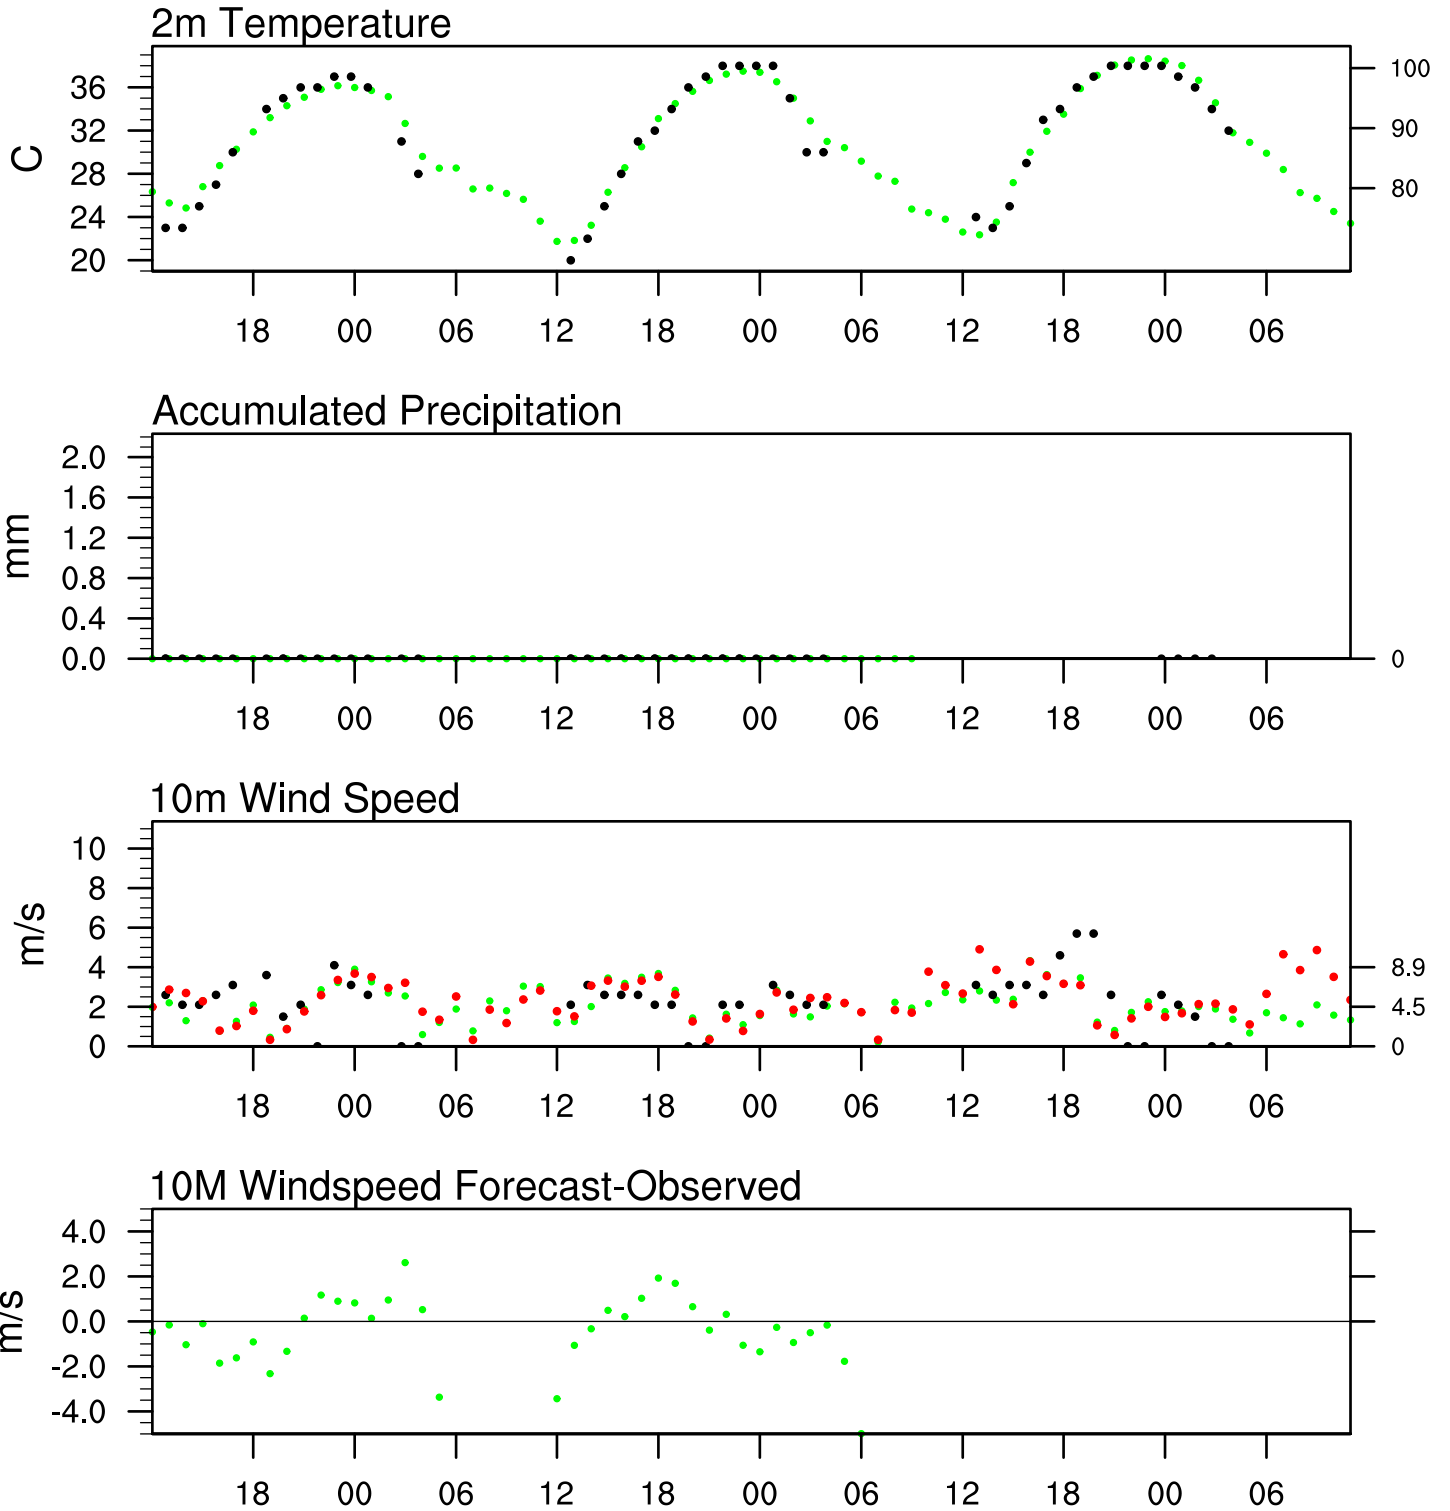 2m Temperature
C
36
32
28
24
20
100
90
80
18 00 06 12 18 00 06 12 18 00 06
Accumulated Precipitation
mm
2.0
1.6
1.2
0.8
0.4
0.0
0
18 00 06 12 18 00 06 12 18 00 06
10m Wind Speed
m/s
10
8
6
4
2
0
8.9
4.5
0
18 00 06 12 18 00 06 12 18 00 06
10M Windspeed Forecast-Observed
m/s
4.0
2.0
0.0
-2.0
-4.0
18 00 06 12 18 00 06 12 18 00 06